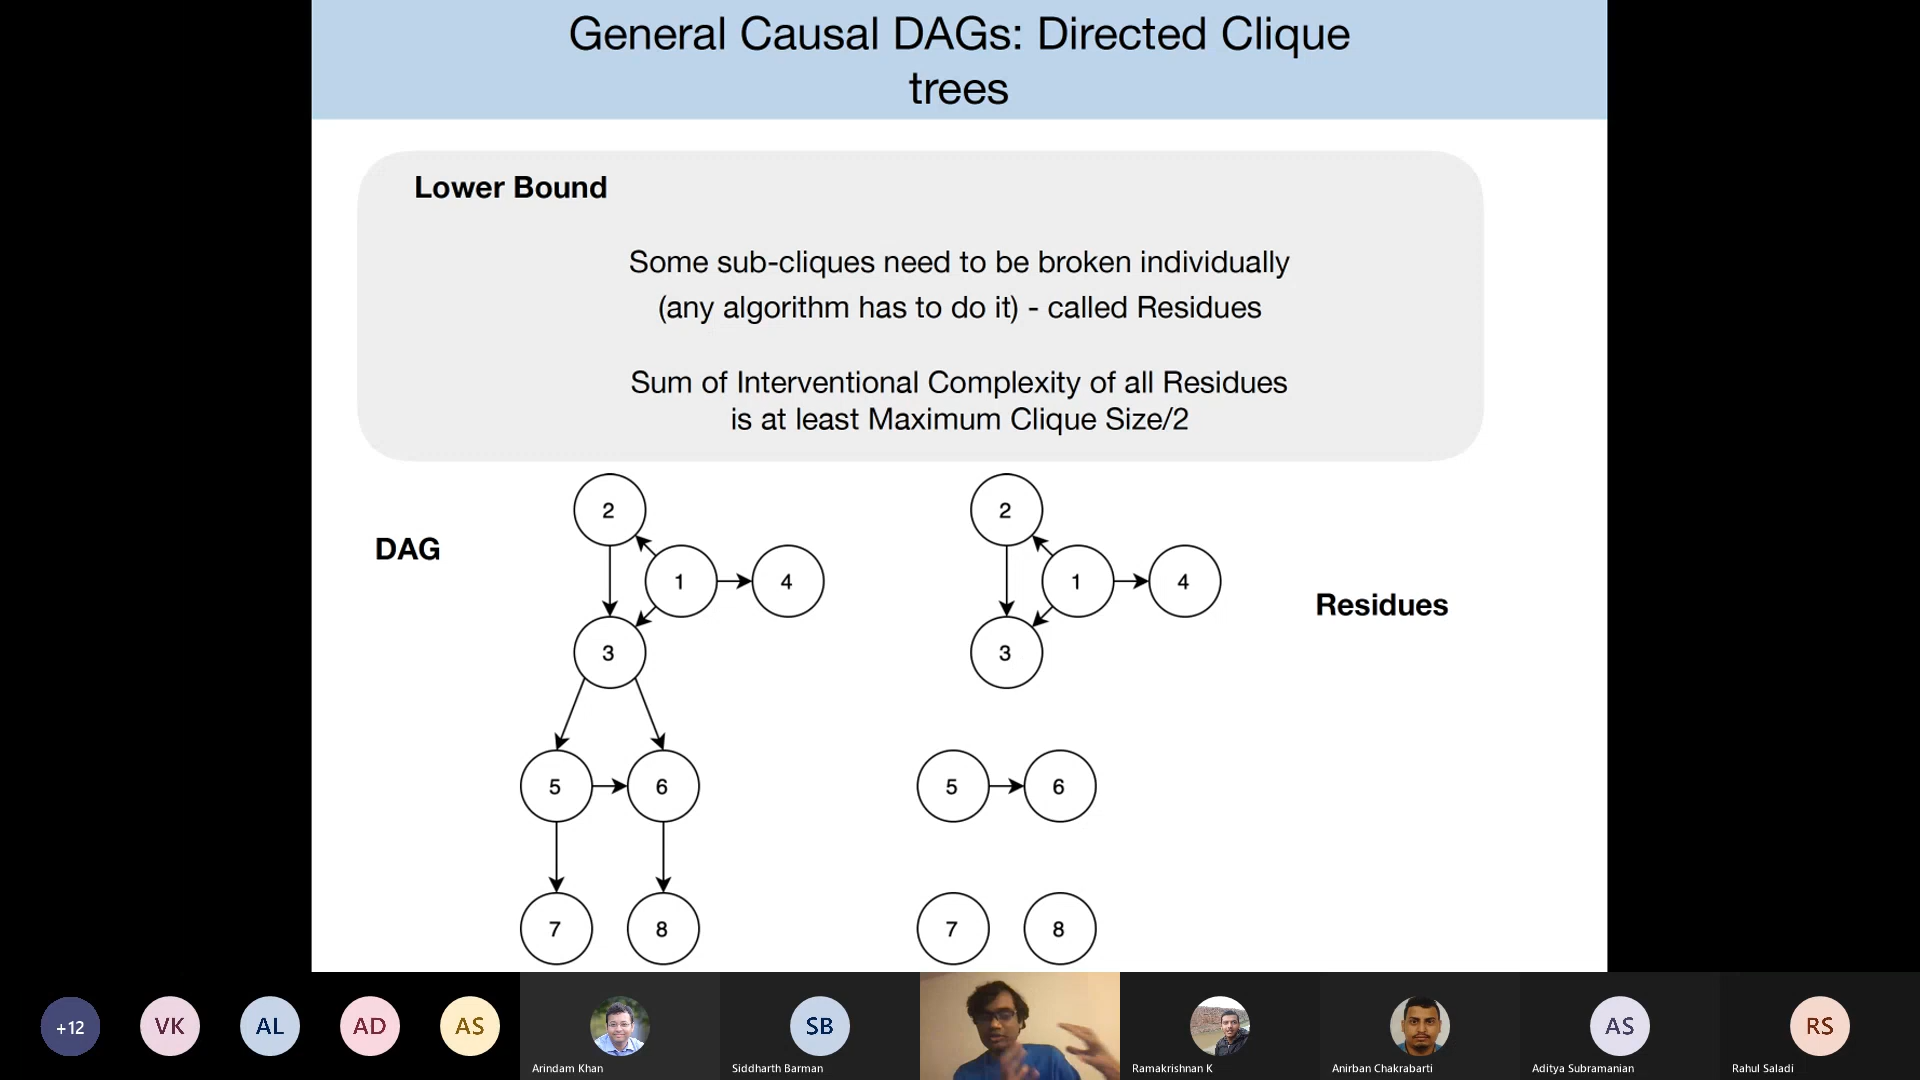 General Causal DAGs: Directed Clique
trees
Lower Bound
Some sub-cliques need to be broken individually
(any algorithm has to do it) - called Residues
Sum of Interventional Complexity of all Residues
is at least Maximum Clique Size/2
DAG
2
1
4
3
5
6
7
8
2
1
4
3
5
6
7
8
Residues
+12
VK
AL
AD
AS
Arindam Khan
SB
Siddharth Barman
Ramakrishnan K
Anirban Chakrabarti
AS
Aditya Subramanian
RS
Rahul Saladi